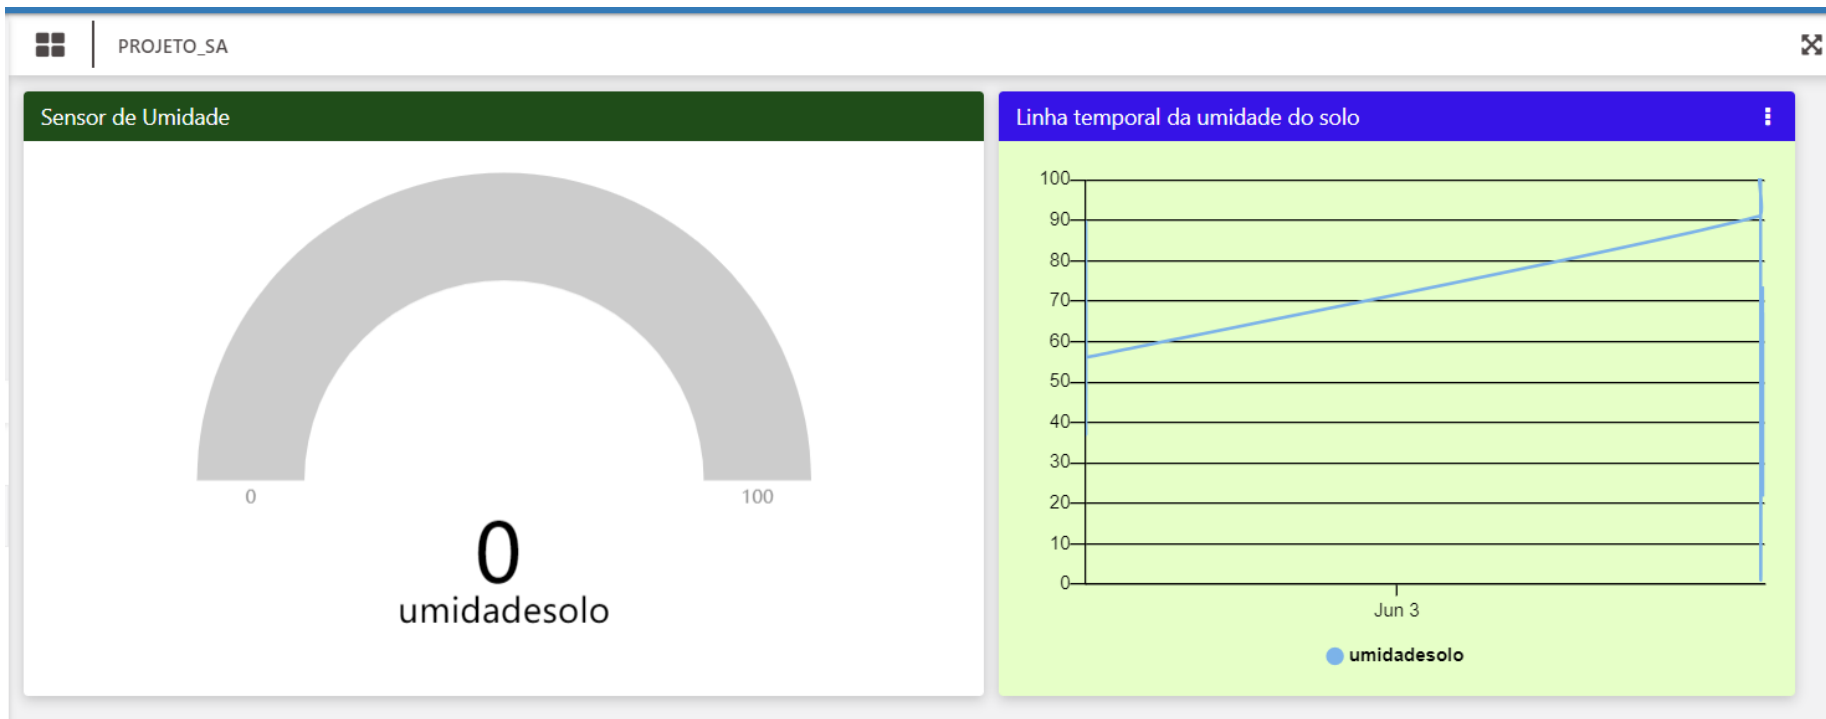 PROJETO_SA
Sensor de Umidade
0
100
0
umidadesolo
Linha temporal da umidade do solo
100
90
80
70
60
50
40
30
20
10
0
Jun 3
umidadesolo